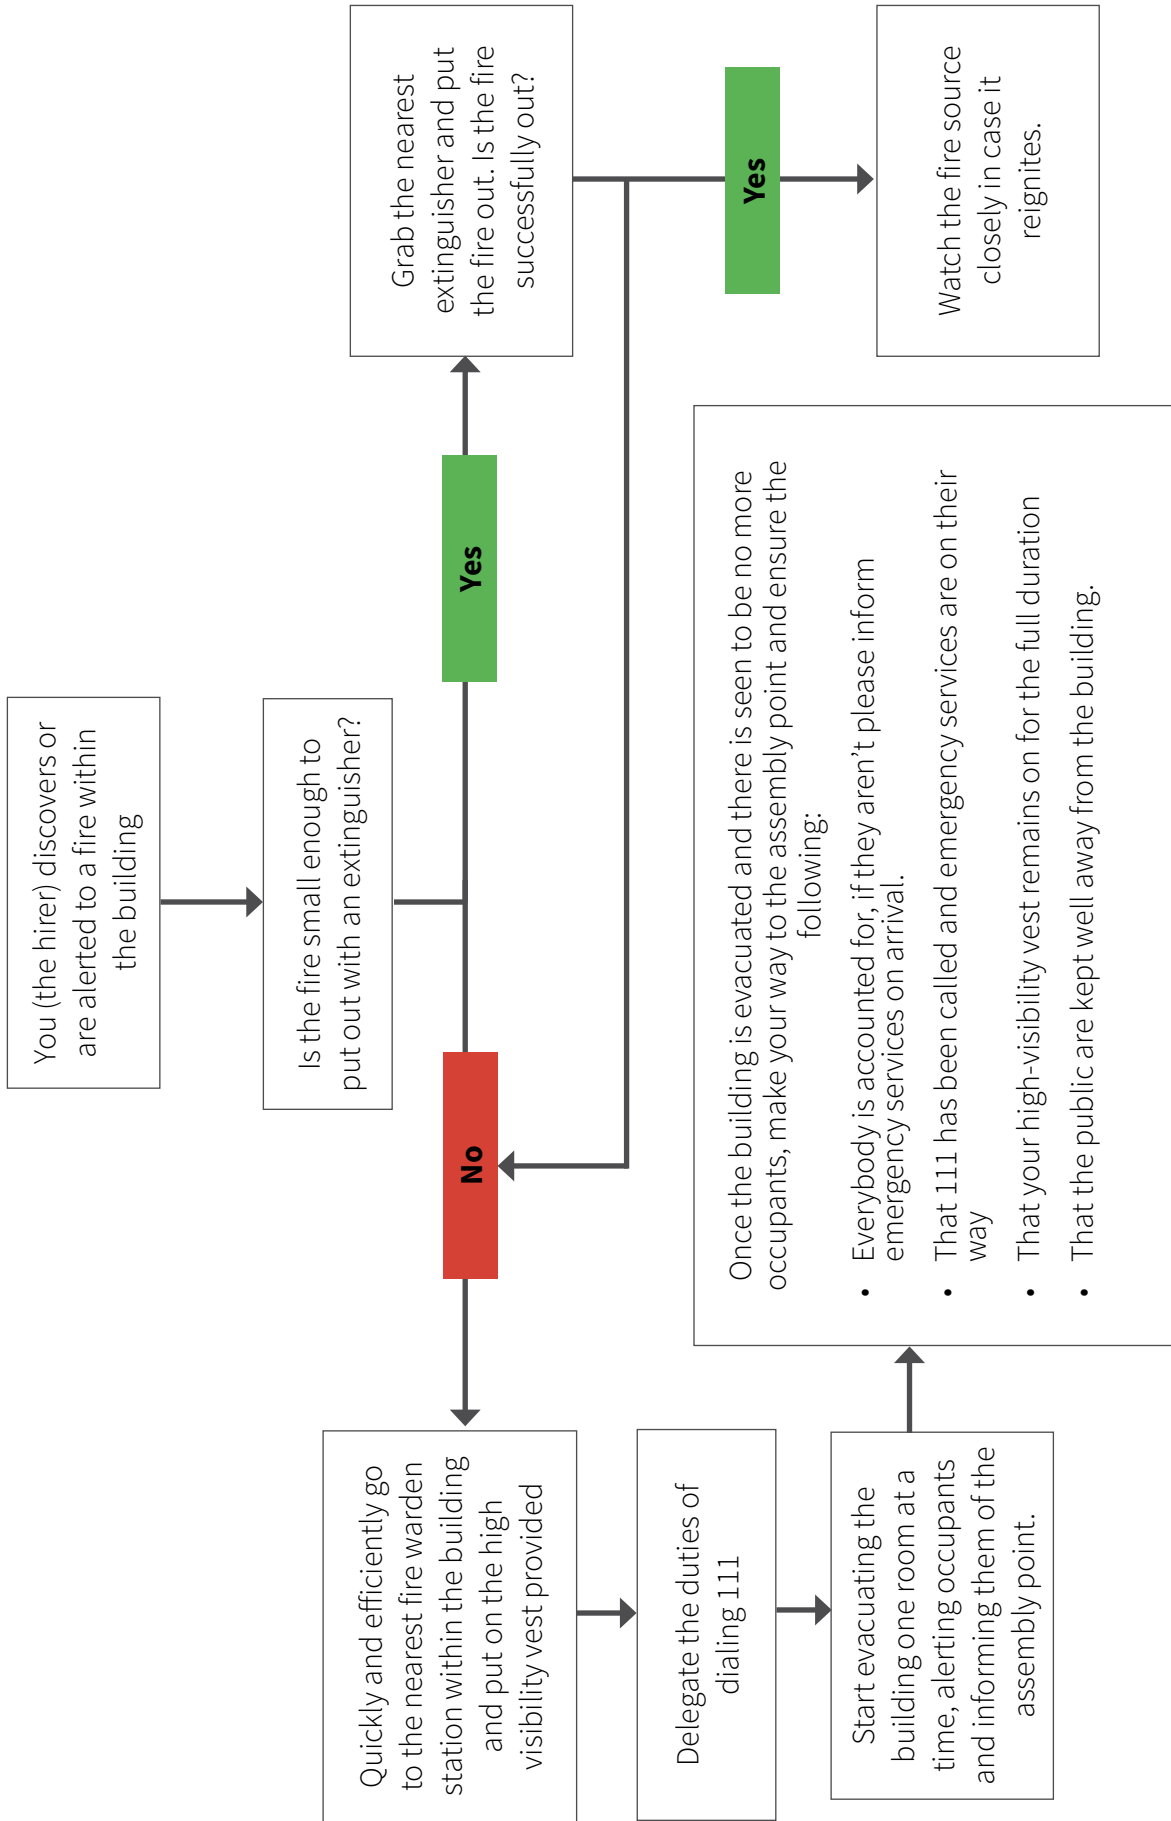 You (the hirer) discovers or
are alerted to a fire within
the building
Is the fire small enough to
put out with an extinguisher?
No
Yes
Grab the nearest
extinguisher and put
the fire out. Is the fire
successfully out?
Yes
Watch the fire source
closely in case it
reignites.
Quickly and efficiently go
to the nearest fire warden
station within the building
and put on the high
visibility vest provided
Delegate the duties of
dialing 111
Start evacuating the
building one room at a
time, alerting occupants
and informing them of the
assembly point.
Once the building is evacuated and there is seen to be no more
occupants, make your way to the assembly point and ensure the
following:
• Everybody is accounted for, if they aren't please inform
emergency services on arrival.
• That 111 has been called and emergency services are on their
way
• That your high-visibility vest remains on for the full duration
• That the public are kept well away from the building.